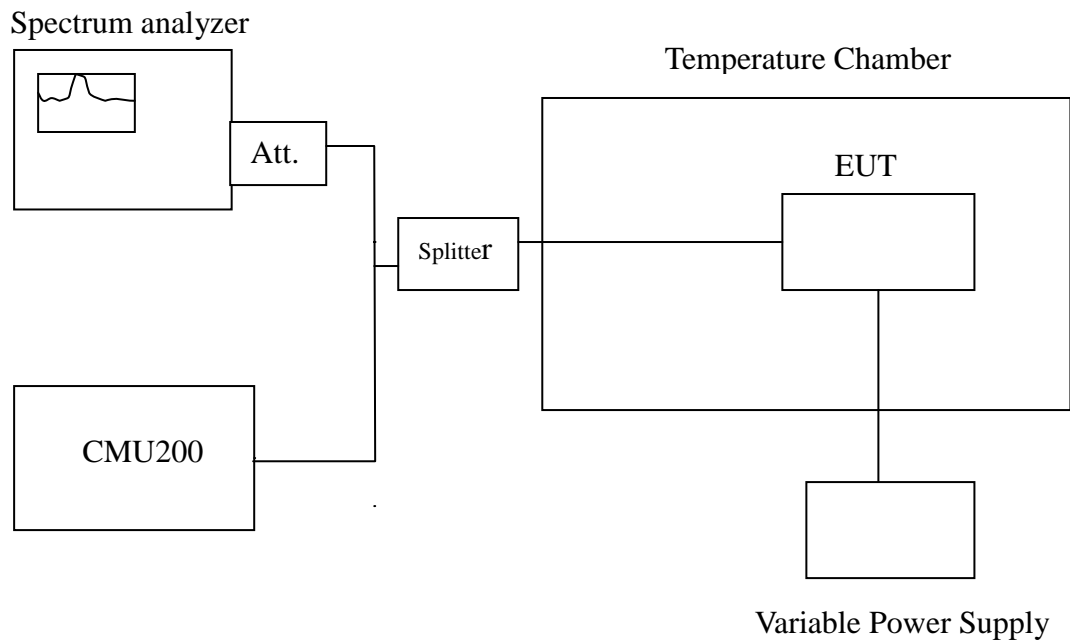 Spectrum analyzer
Temperature Chamber
Att.
EUT
Splitter
CMU200
Variable Power Supply